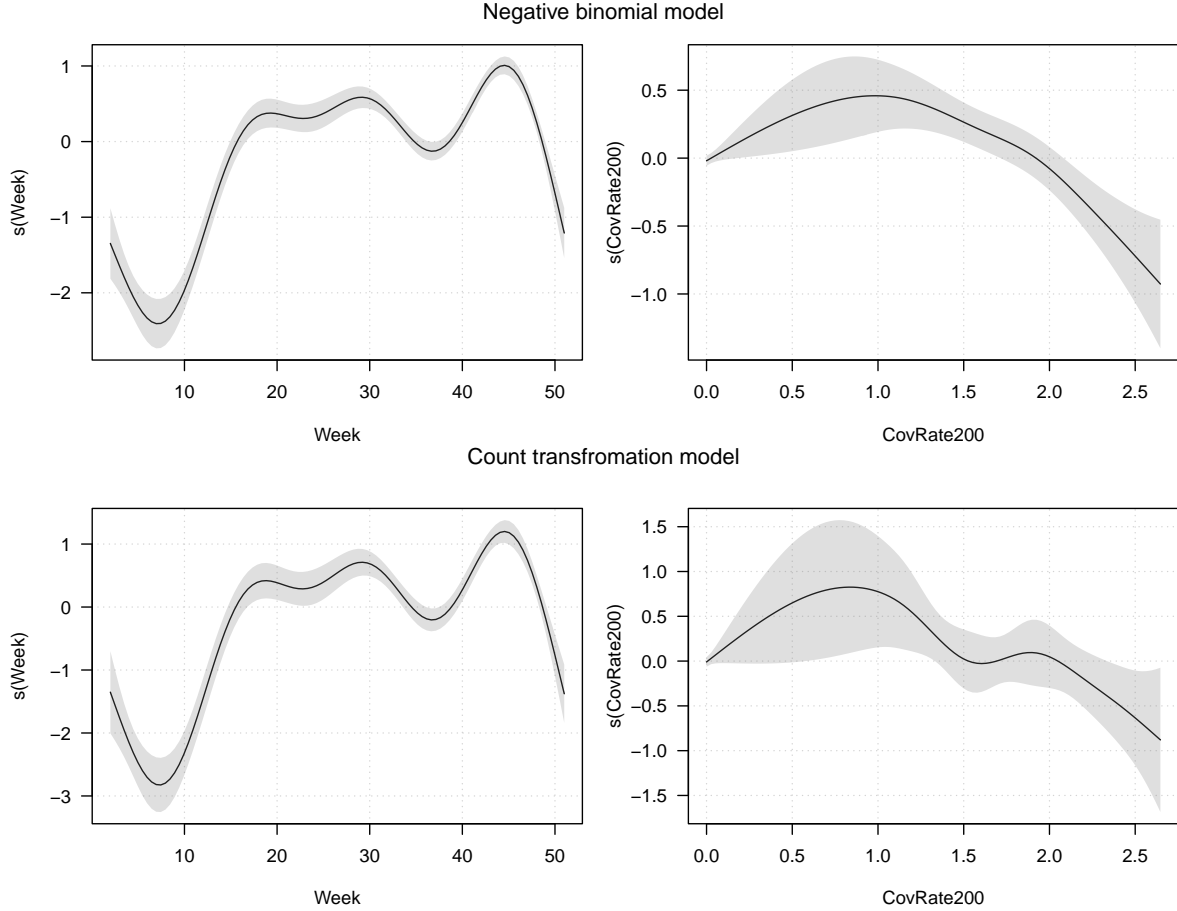 Negative binomial model
s(Week)
1
0
−1
−2
10 20 30 40 50
Week
s(CovRate200)
0.5
0.0
−0.5
−1.0
0.0 0.5 1.0 1.5 2.0 2.5
CovRate200
Count transfromation model
s(Week)
1
0
−1
−2
−3
10 20 30 40 50
Week
s(CovRate200)
1.5
1.0
0.5
0.0
−0.5
−1.0
−1.5
0.0 0.5 1.0 1.5 2.0 2.5
CovRate200